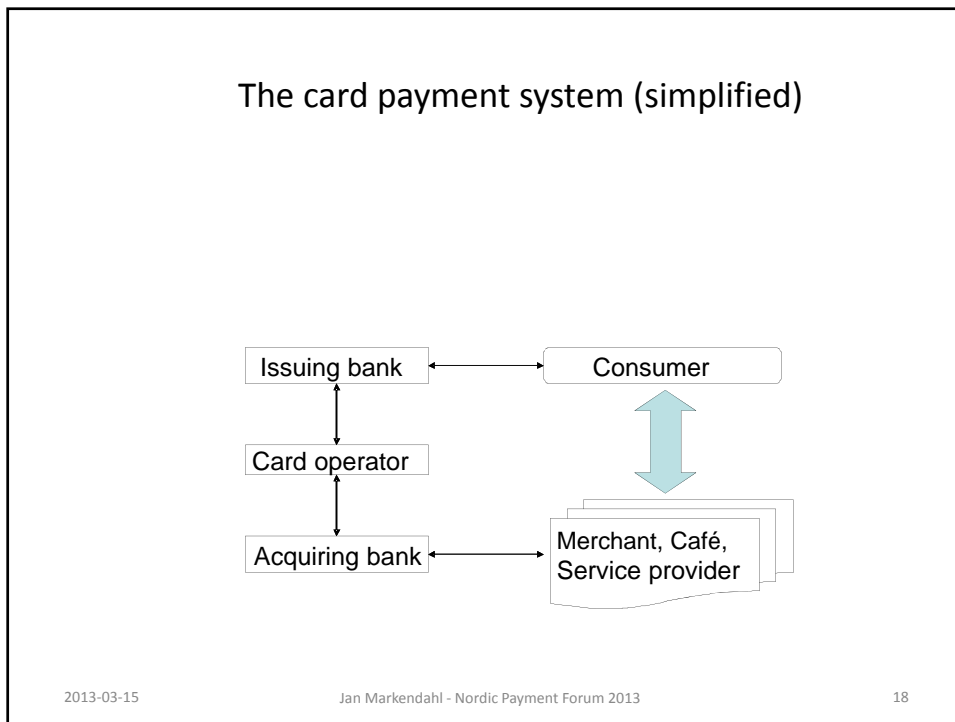 The card payment system (simplified)
Issuing bank
Consumer
Card operator
Acquiring bank
Merchant, Café,
Service provider
2013-03-15
Jan Markendahl - Nordic Payment Forum 2013
18